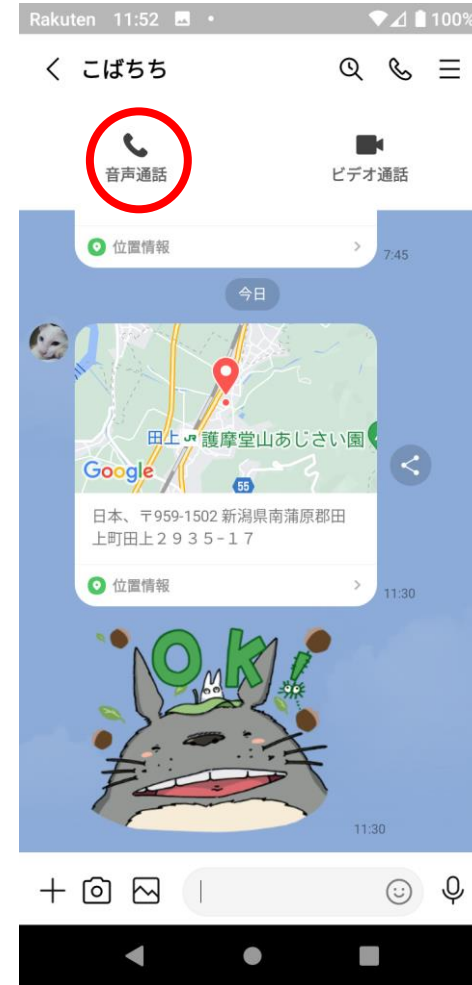 Rakuten 11:52 100%
こばちち
音声通話 ビデオ通話
位置情報
7:45
今日
田上 JR 護摩堂山あじさい園
Google
55
日本、〒959-1502 新潟県南蒲原郡田
上町田上２９３５−１７
位置情報
11:30
OK!
11:30